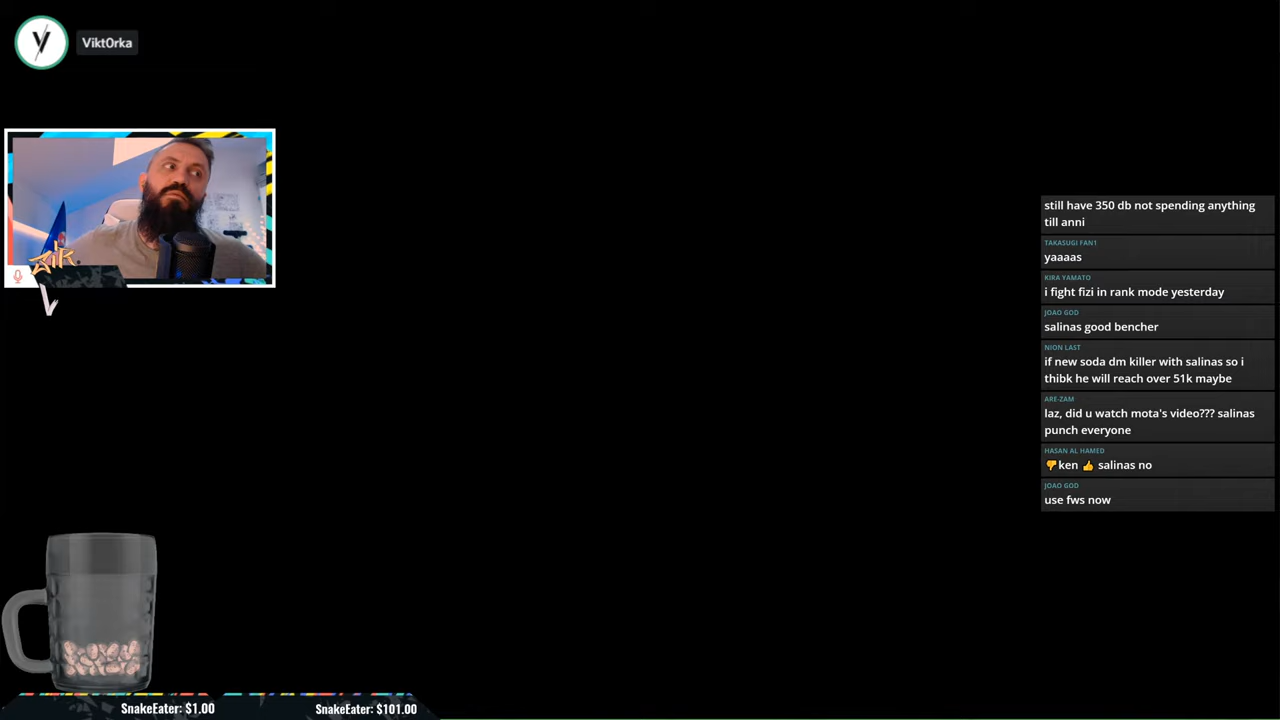 Vikt0rka
still have 350 db not spending anything
till anni
TAKASUGI FAN1
yaaaas
KIRA YAMATO
i fight fizi in rank mode yesterday
JOAO GOD
salinas good bencher
NION LAST
if new soda dm killer with salinas so i
thibk he will reach over 51k maybe
ARE-ZAM
laz, did u watch mota's video??? salinas
punch everyone
HASAN AL HAMED
👎ken 👍 salinas no
JOAO GOD
use fws now
SnakeEater: $1.00
SnakeEater: $101.00